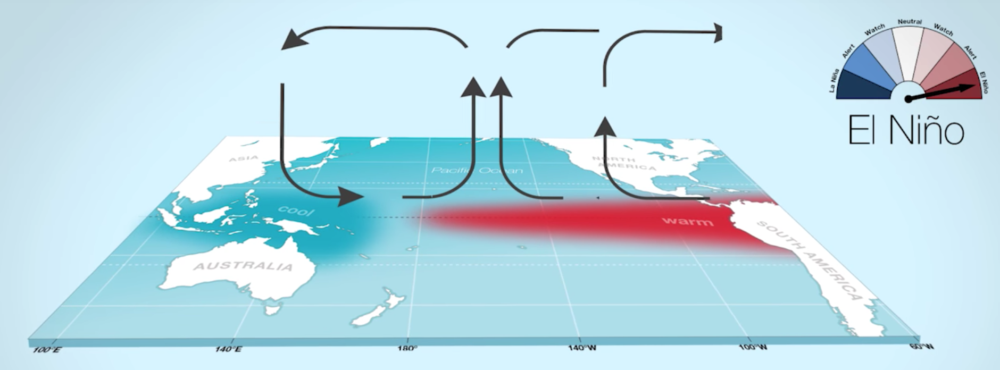 La Niña
Alert
Watch
Neutral
Watch
Alert
El Niño
El Niño
ASIA
NORTH
AMERICA
Pacific Ocean
cool
warm
SOUTH AMERICA
AUSTRALIA
100°E
140°E
180°
140°W
100°W
60°W